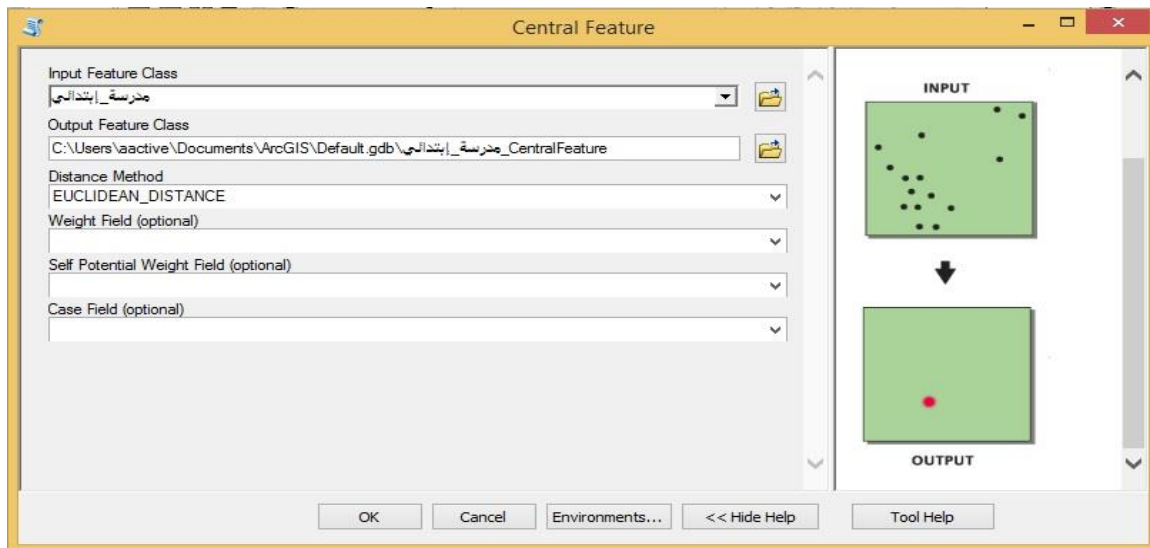 Central Feature
Input Feature Class
مدرسة_إبتدائي
Output Feature Class
C:\Users\aactive\Documents\ArcGIS\Default.gdb\مدرسة_إبتدائي_CentralFeature
Distance Method
EUCLIDEAN_DISTANCE
Weight Field (optional)
Self Potential Weight Field (optional)
Case Field (optional)
INPUT
OUTPUT
OK Cancel Environments... << Hide Help Tool Help